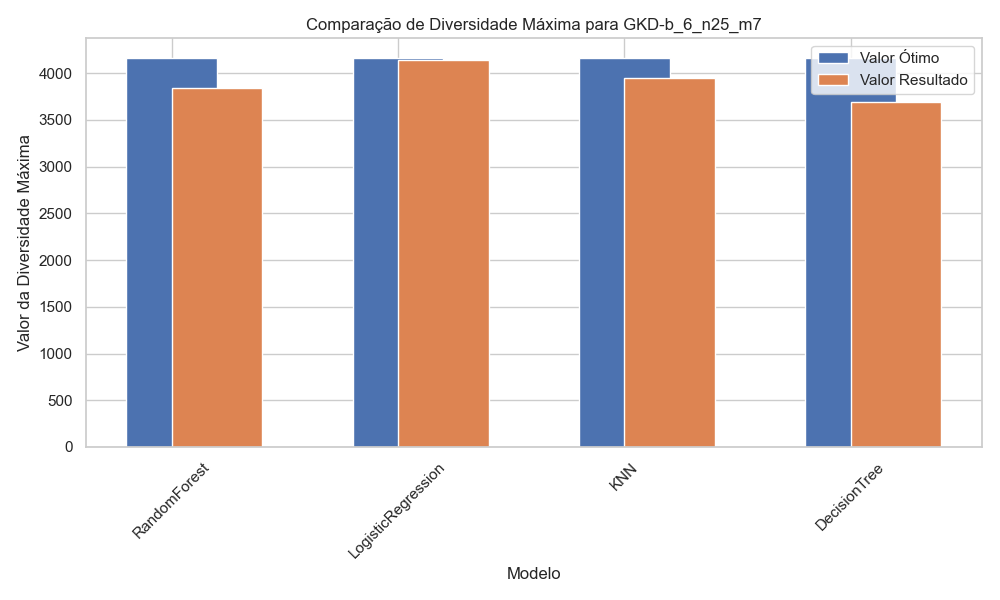 Comparação de Diversidade Máxima para GKD-b_6_n25_m7
Valor Ótimo
Valor Resultado
Valor da Diversidade Máxima
4000
3500
3000
2500
2000
1500
1000
500
0
RandomForest
LogisticRegression
KNN
DecisionTree
Modelo